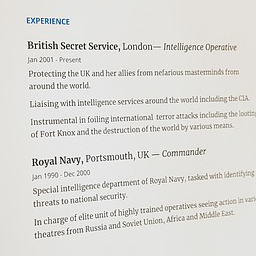 EXPERIENCE
British Secret Service, London— Intelligence Operative
Jan 2001 - Present
Protecting the UK and her allies from nefarious masterminds from
around the world.
Liaising with intelligence services around the world including the CIA.
Instrumental in foiling international terror attacks including the looting
of Fort Knox and the destruction of the world by various means.
Royal Navy, Portsmouth, UK — Commander
Jan 1990 - Dec 2000
Special intelligence department of Royal Navy, tasked with identifying
threats to national security.
In charge of elite unit of highly trained operatives seeing action in
theatres from Russia and Soviet Union, Africa and Middle East.